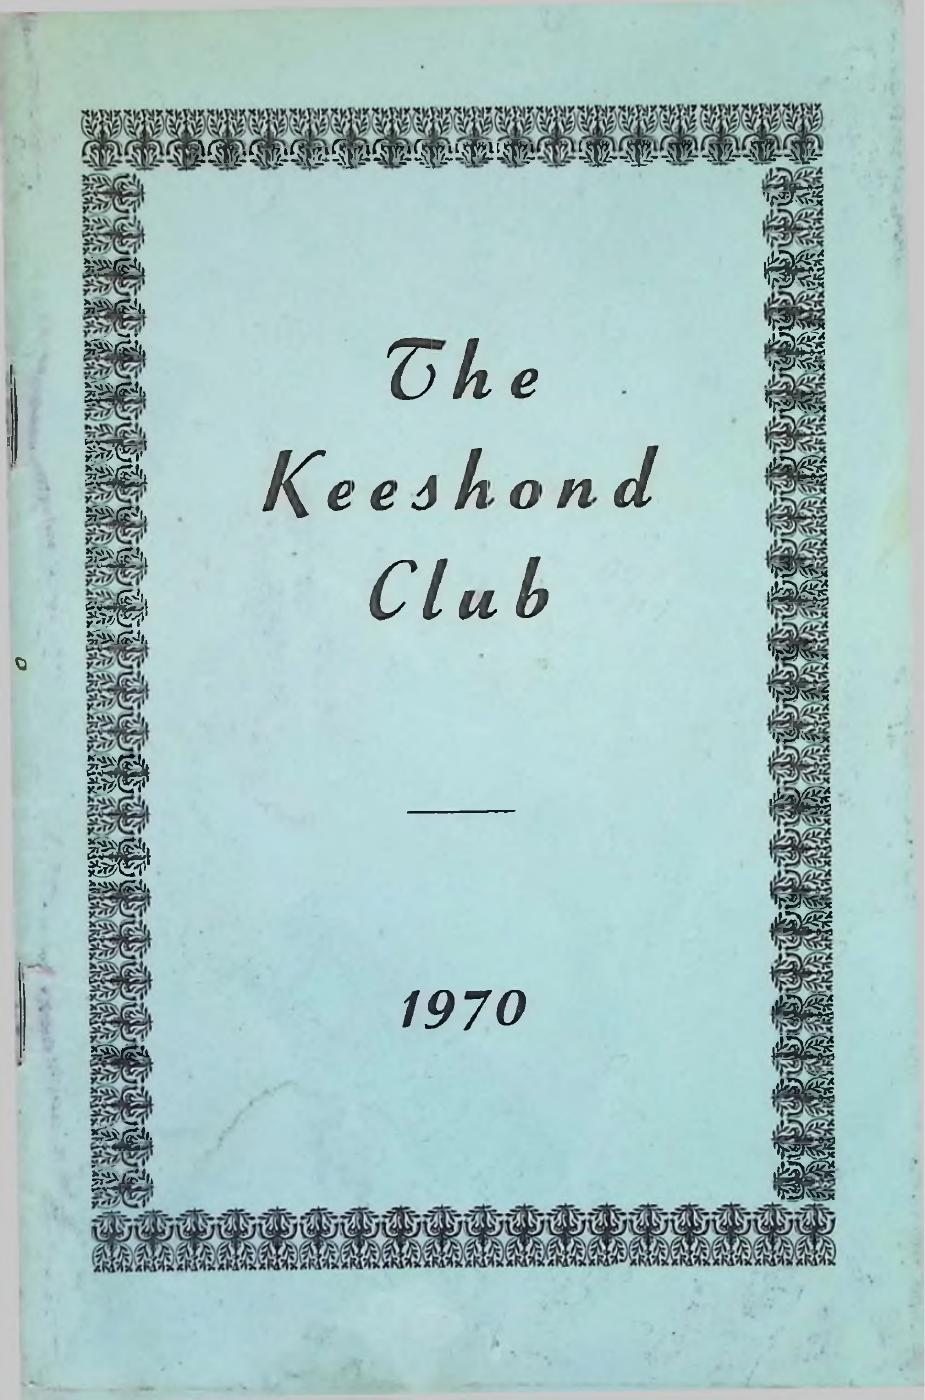 The
Keeshond
Club
1970